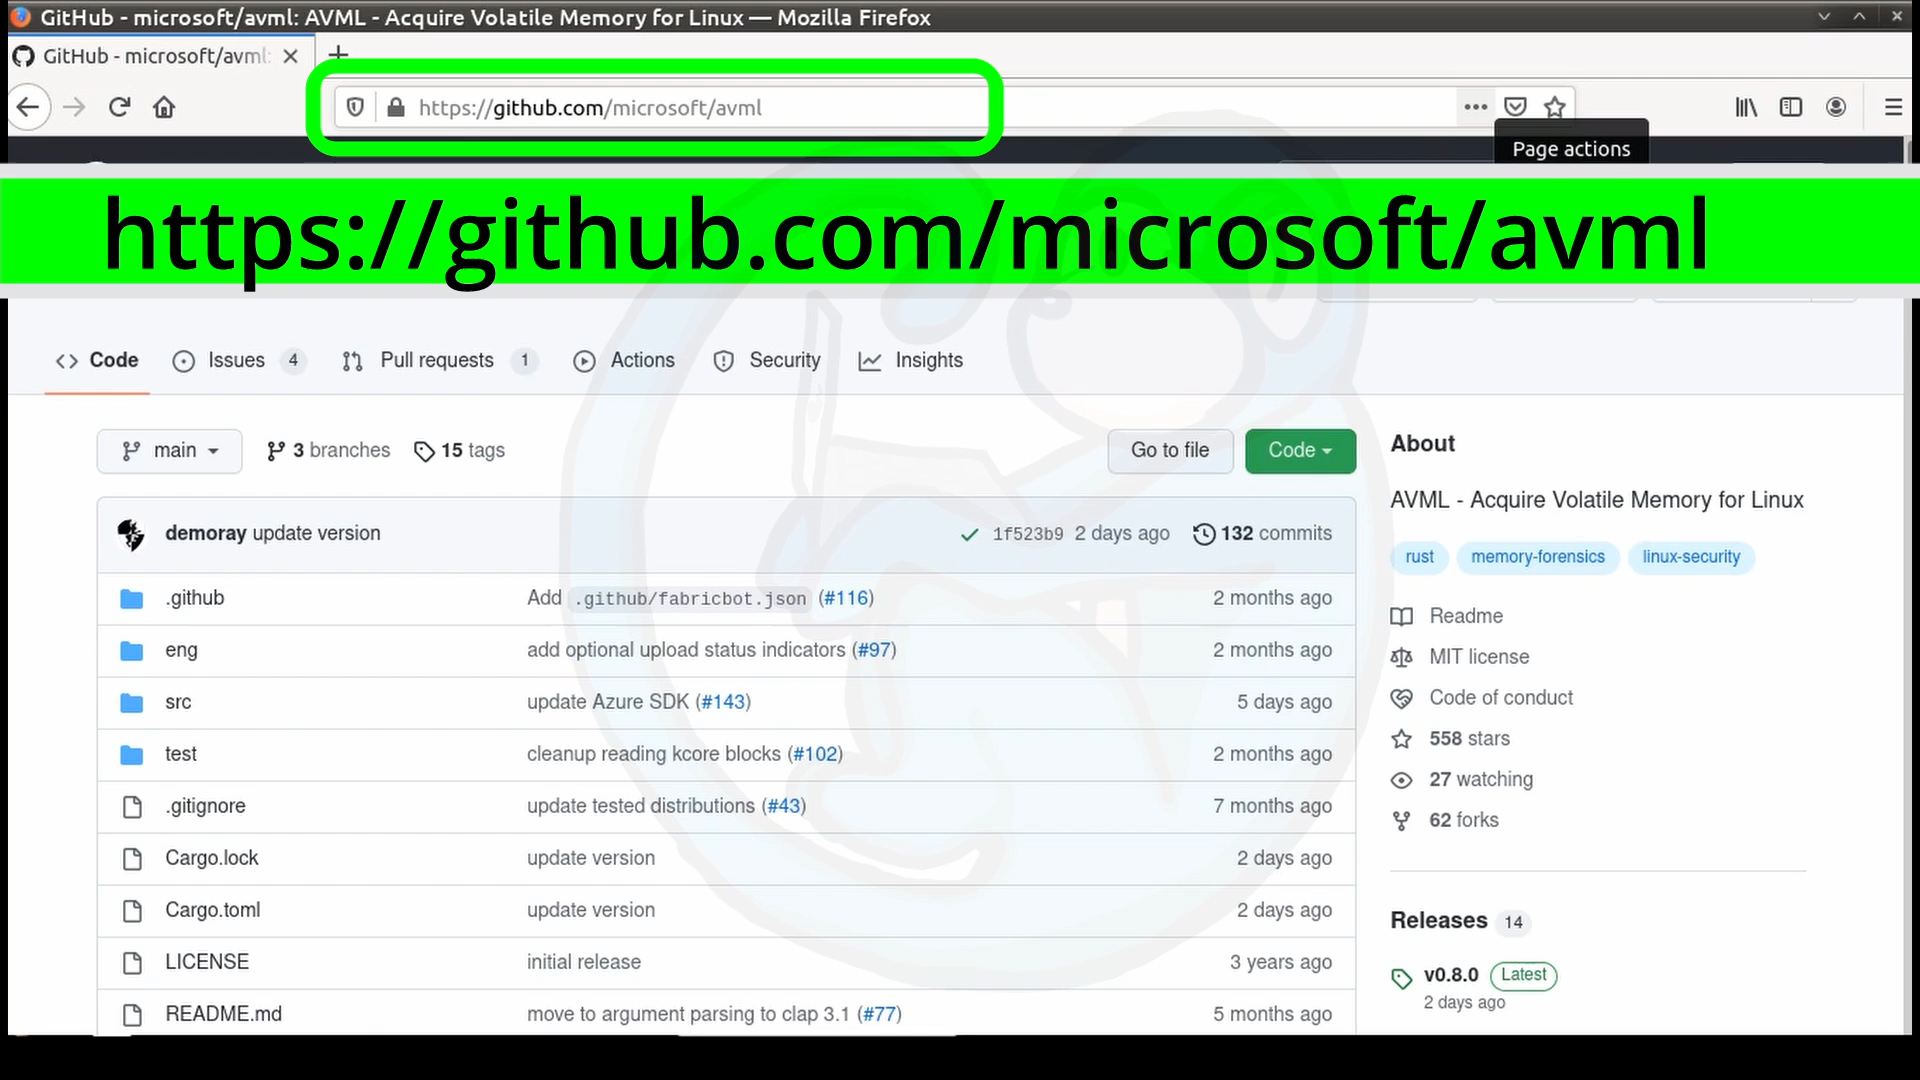 GitHub - microsoft/avml: AVML - Acquire Volatile Memory for Linux — Mozilla Firefox
GitHub - microsoft/avml:
https://github.com/microsoft/avml
Page actions
https://github.com/microsoft/avml
Code
Issues 4
Pull requests 1
Actions
Security
Insights
main
3 branches
15 tags
Go to file
Code
demoray update version
1f523b9 2 days ago
132 commits
.github Add .github/fabricbot.json (#116) 2 months ago
eng add optional upload status indicators (#97) 2 months ago
src update Azure SDK (#143) 5 days ago
test cleanup reading kcore blocks (#102) 2 months ago
.gitignore update tested distributions (#43) 7 months ago
Cargo.lock update version 2 days ago
Cargo.toml update version 2 days ago
LICENSE initial release 3 years ago
README.md move to argument parsing to clap 3.1 (#77) 5 months ago
About
AVML - Acquire Volatile Memory for Linux
rust memory-forensics linux-security
Readme
MIT license
Code of conduct
558 stars
27 watching
62 forks
Releases 14
v0.8.0 Latest
2 days ago